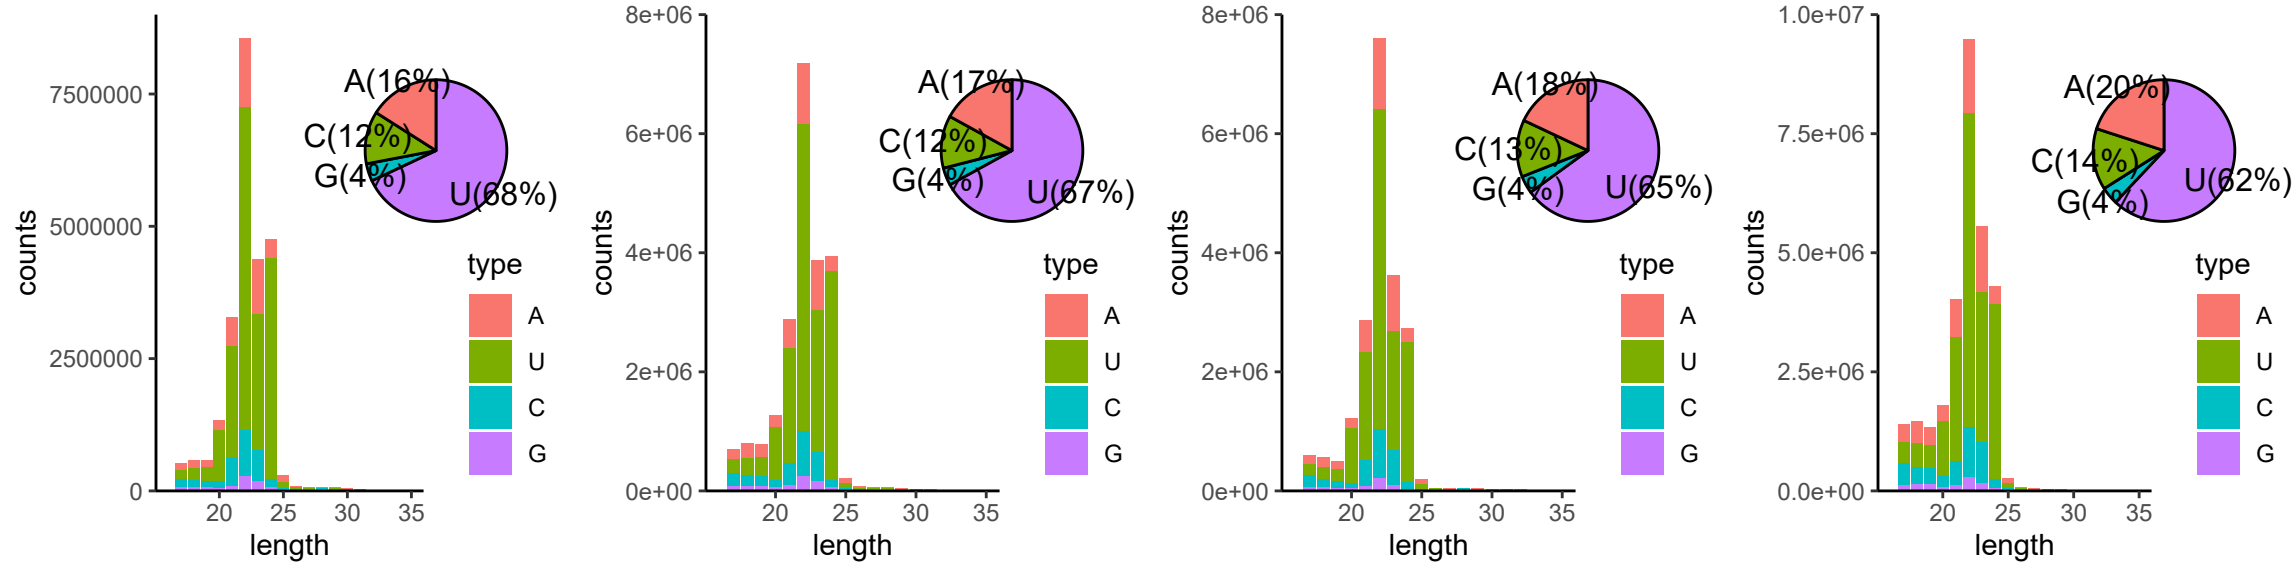 counts
7500000
5000000
2500000
0
20 25 30 35
length
A(16%)
C(12%)
G(4%)
U(68%)
type
A
U
C
G
counts
8e+06
6e+06
4e+06
2e+06
0e+00
20 25 30 35
length
A(17%)
C(12%)
G(4%)
U(67%)
type
A
U
C
G
counts
8e+06
6e+06
4e+06
2e+06
0e+00
20 25 30 35
length
A(18%)
C(13%)
G(4%)
U(65%)
type
A
U
C
G
counts
1.0e+07
7.5e+06
5.0e+06
2.5e+06
0.0e+00
20 25 30 35
length
A(20%)
C(14%)
G(4%)
U(62%)
type
A
U
C
G